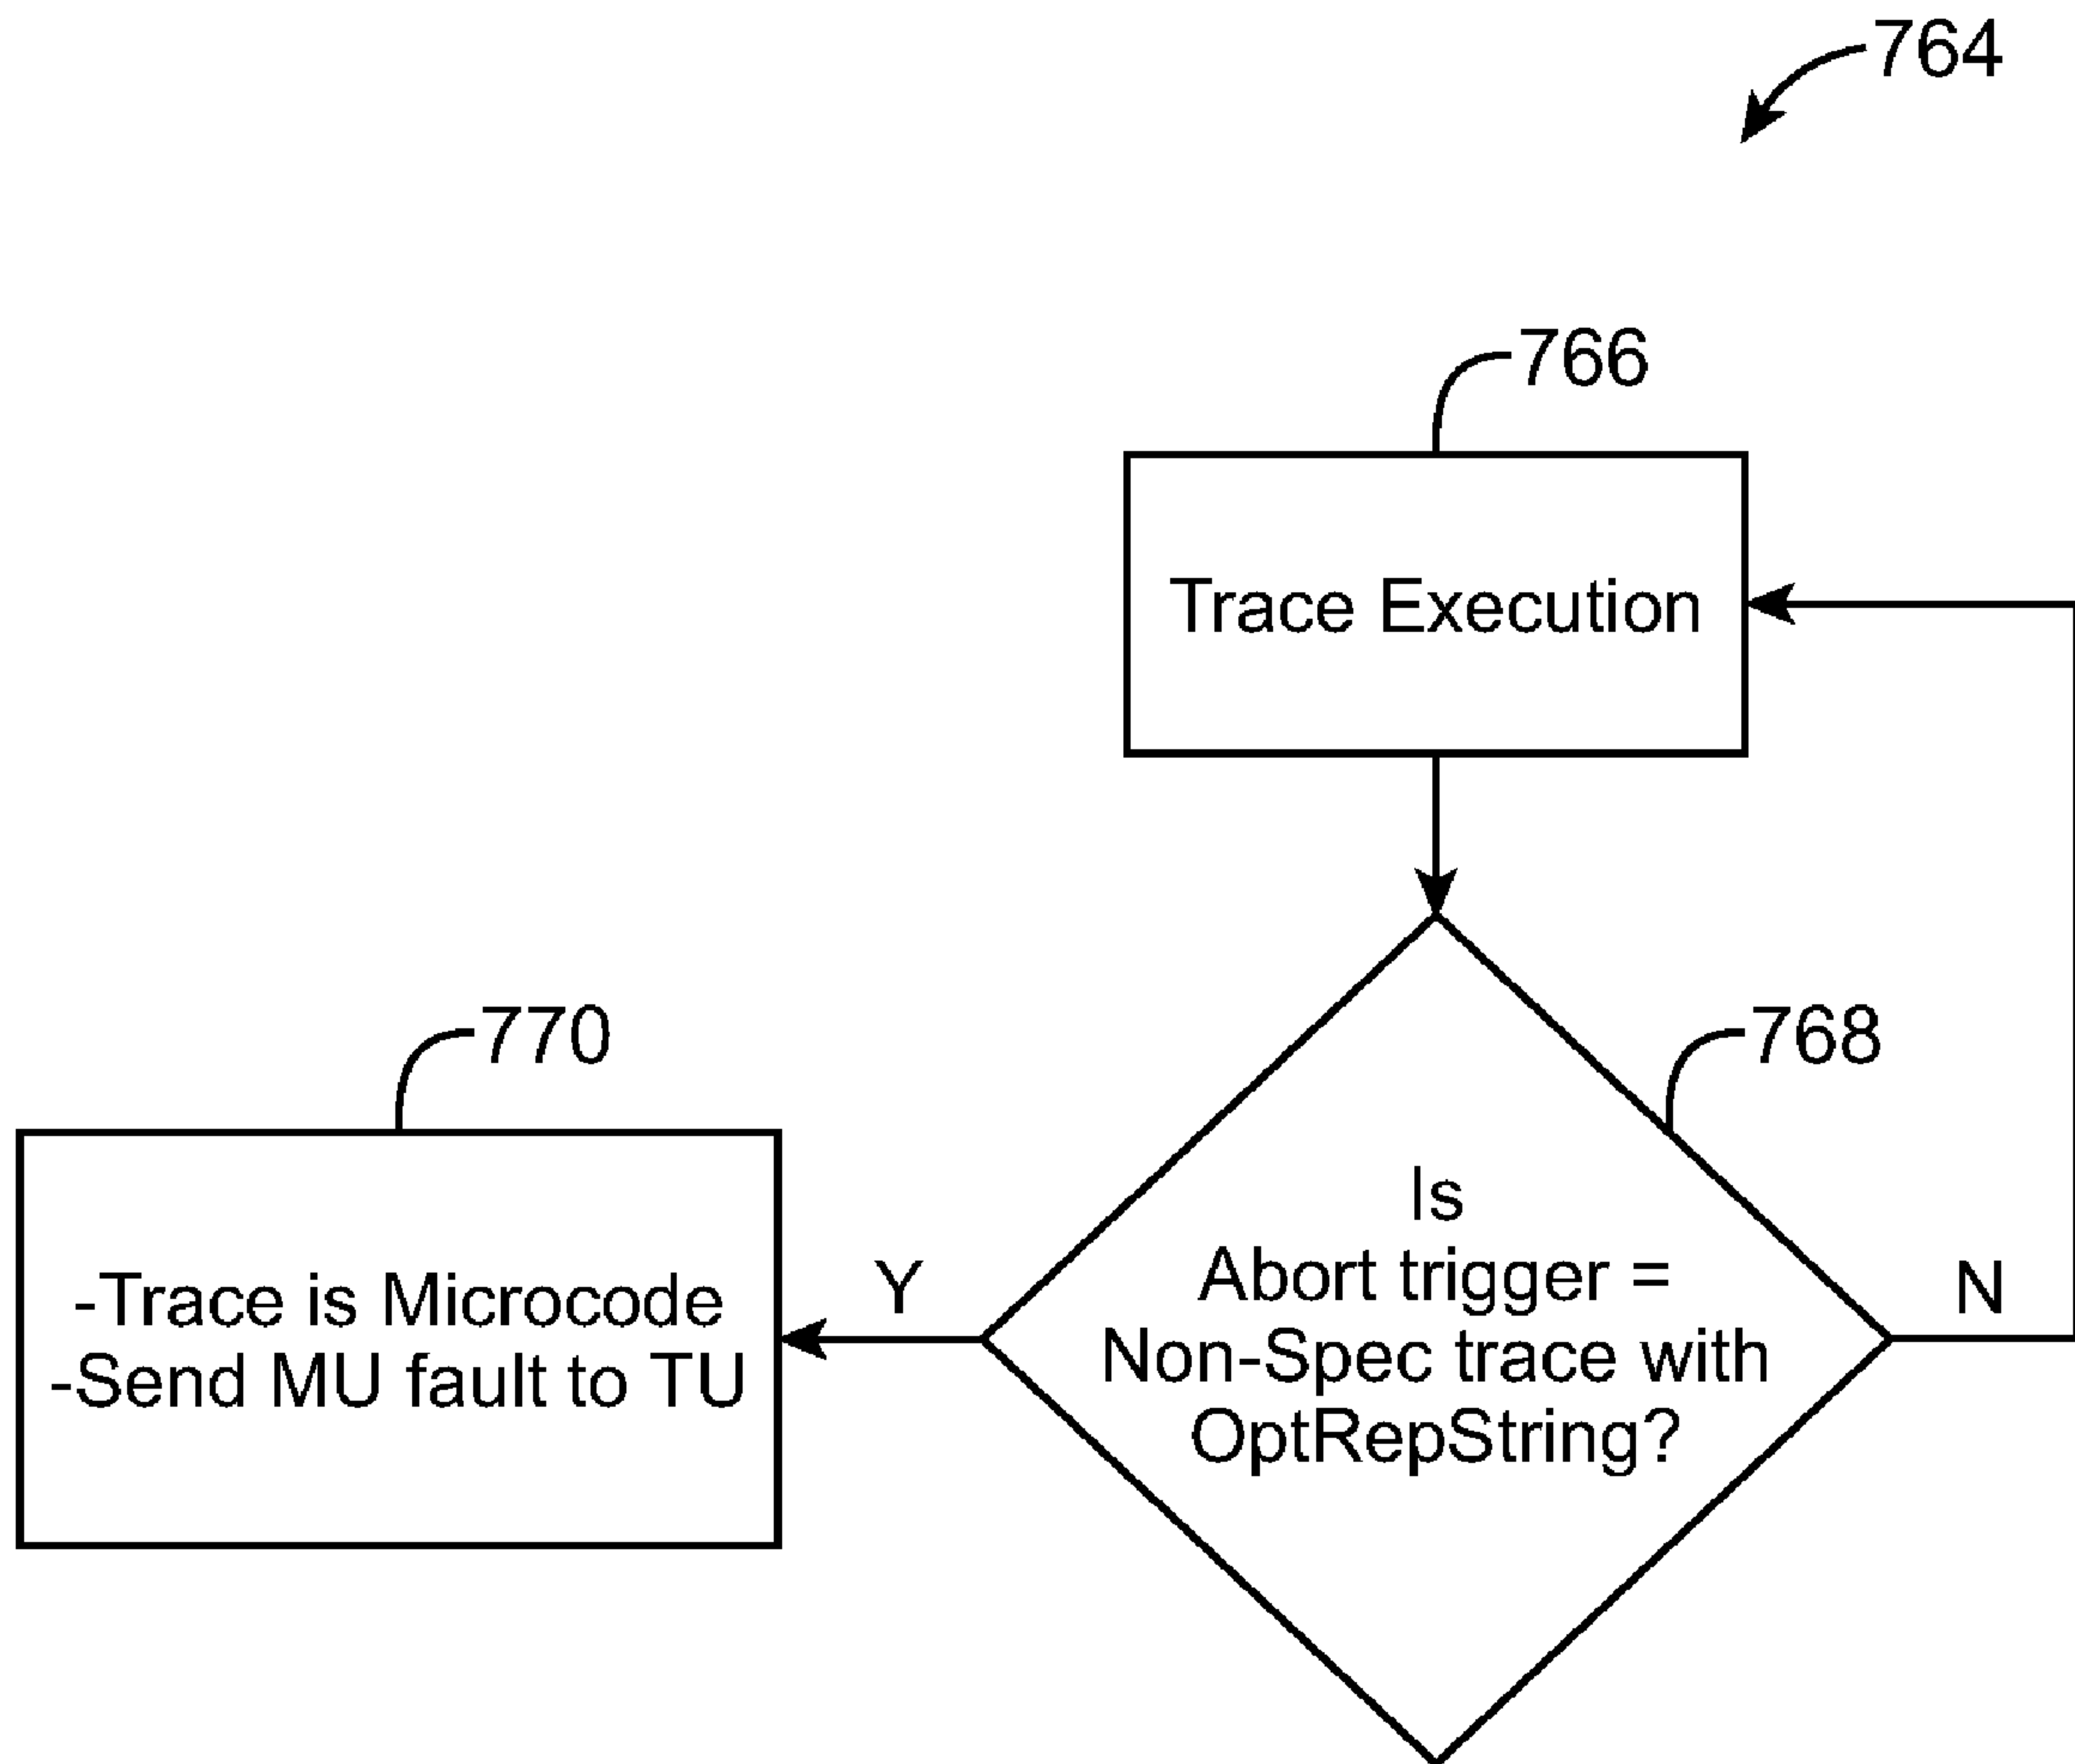 764
766
Trace Execution
770
768
Is
Abort trigger =
Non-Spec trace with
OptRepString?
Y
N
-Trace is Microcode
-Send MU fault to TU